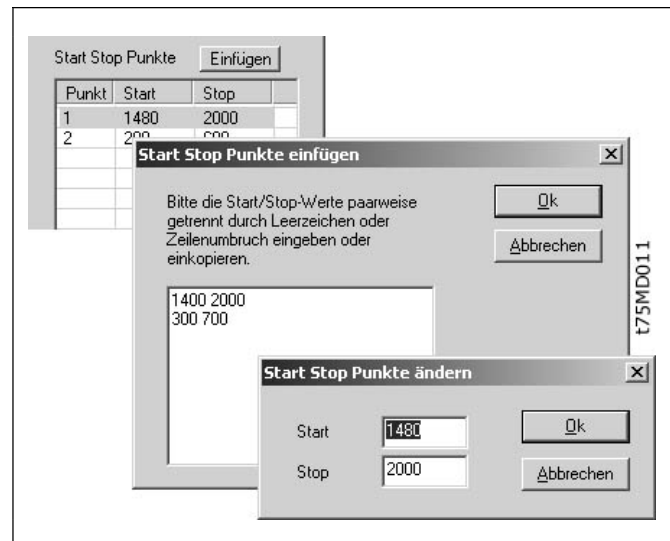 Start Stop Punkte Einfügen
Punkt Start Stop
1 1480 2000
2
Start Stop Punkte einfügen
Bitte die Start/Stop-Werte paarweise
getrennt durch Leerzeichen oder
Zeilenumbruch eingeben oder
einkopieren.
Ok
Abbrechen
1400 2000
300 700
Start Stop Punkte ändern
Start 1480
Stop 2000
Ok
Abbrechen
t75MD011